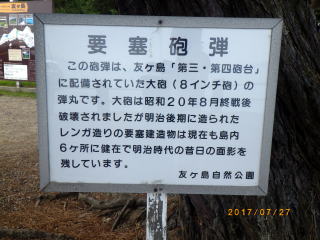 要塞砲弾
この砲弾は、友ヶ島「第三・第四砲台」
に配備されていた大砲(8インチ砲)の
弾丸です。大砲は昭和20年8月終戦後
破壊されましたが明治後期に造られた
レンガ造りの要塞建造物は現在も島内
6ヶ所に健在で明治時代の昔日の面影を
残しています。
友ヶ島自然公園
2017/07/27